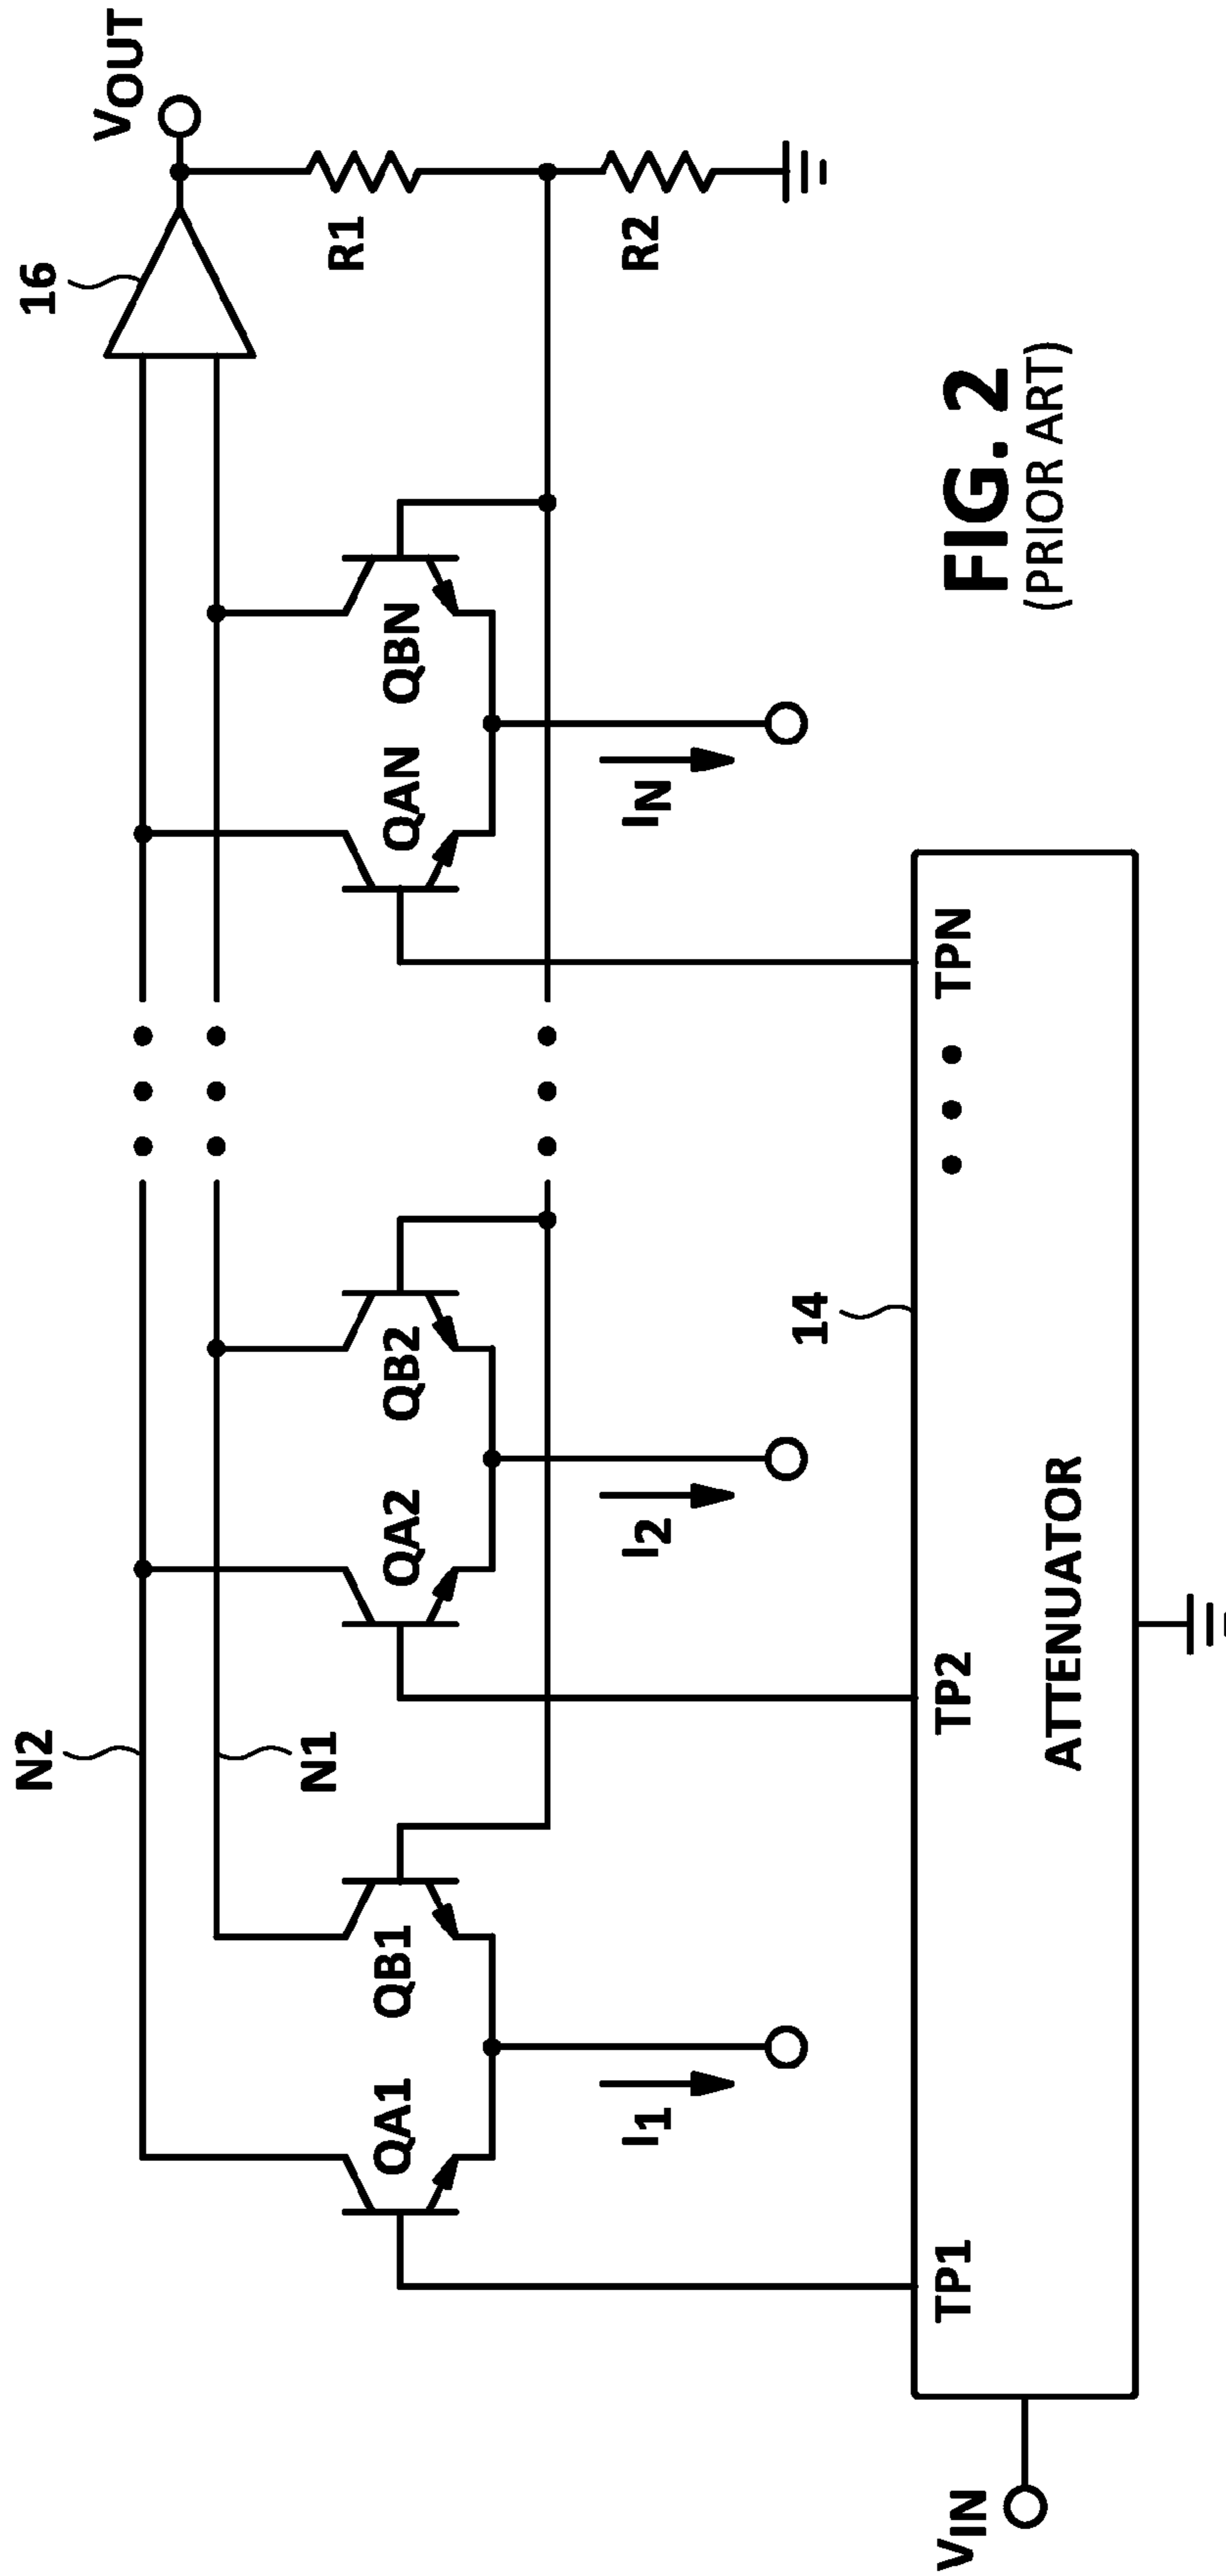 N2
N1
16
VOUT
R1
R2
QA1
QB1
QA2
QB2
QAN
QBN
I1
I2
IN
14
VIN
TP1
TP2
TPN
ATTENUATOR
FIG. 2
(PRIOR ART)